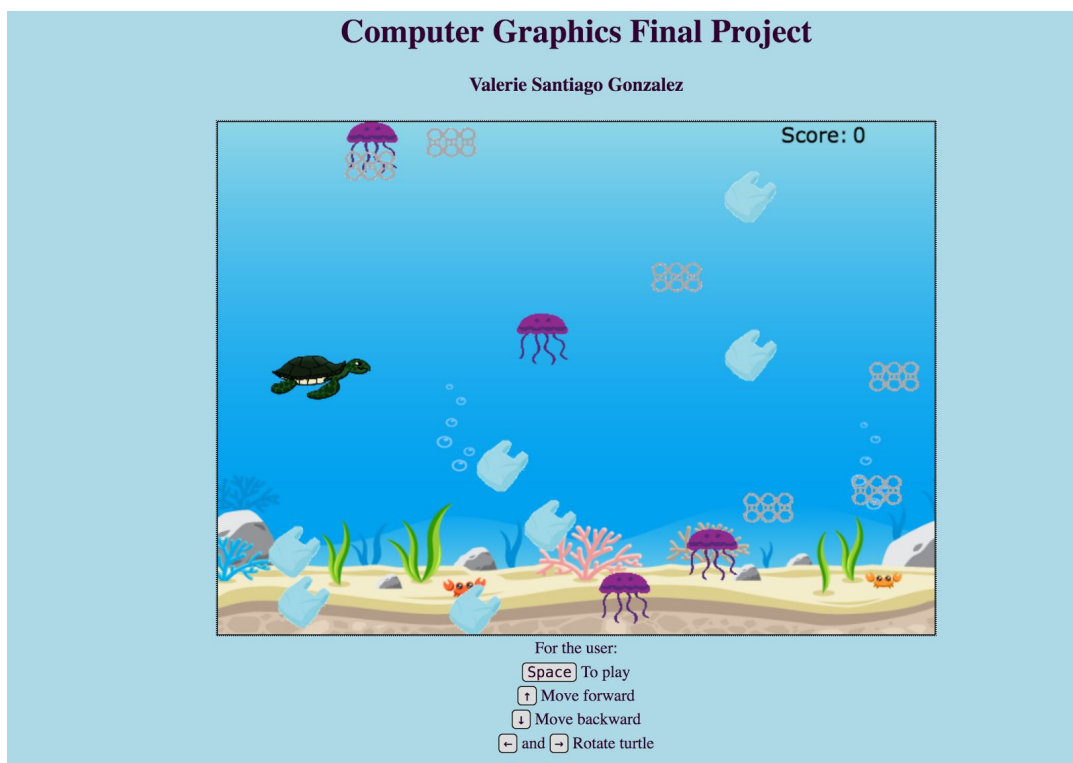 Computer Graphics Final Project
Valerie Santiago Gonzalez
Score: 0
For the user:
Space To play
↑ Move forward
↓ Move backward
← and → Rotate turtle